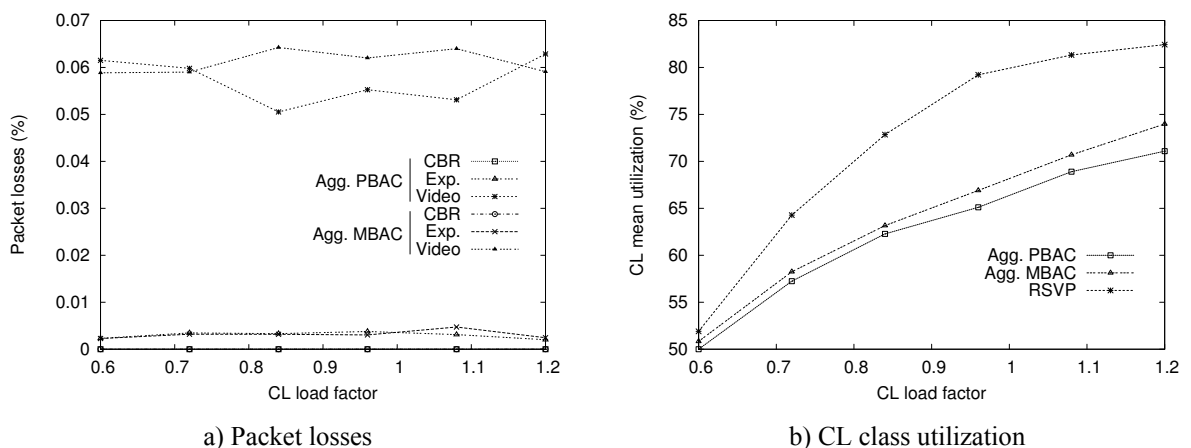 0.07
0.06
0.05
0.04
0.03
0.02
0.01
0
Packet losses (%)
Agg. PBAC
CBR
Exp.
Video
Agg. MBAC
CBR
Exp.
Video
0.6 0.7 0.8 0.9 1 1.1 1.2
CL load factor
a) Packet losses
85
80
75
70
65
60
55
50
CL mean utilization (%)
Agg. PBAC
Agg. MBAC
RSVP
0.6 0.7 0.8 0.9 1 1.1 1.2
CL load factor
b) CL class utilization